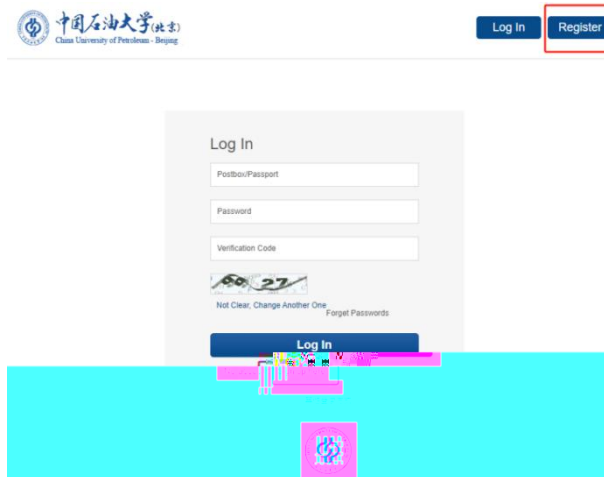 中国石油大学(北京)
China University of Petroleum - Beijing
Log In
Register
Log In
Postbox/Passport
Password
Verification Code
Not Clear, Change Another One
Forget Passwords
Log In